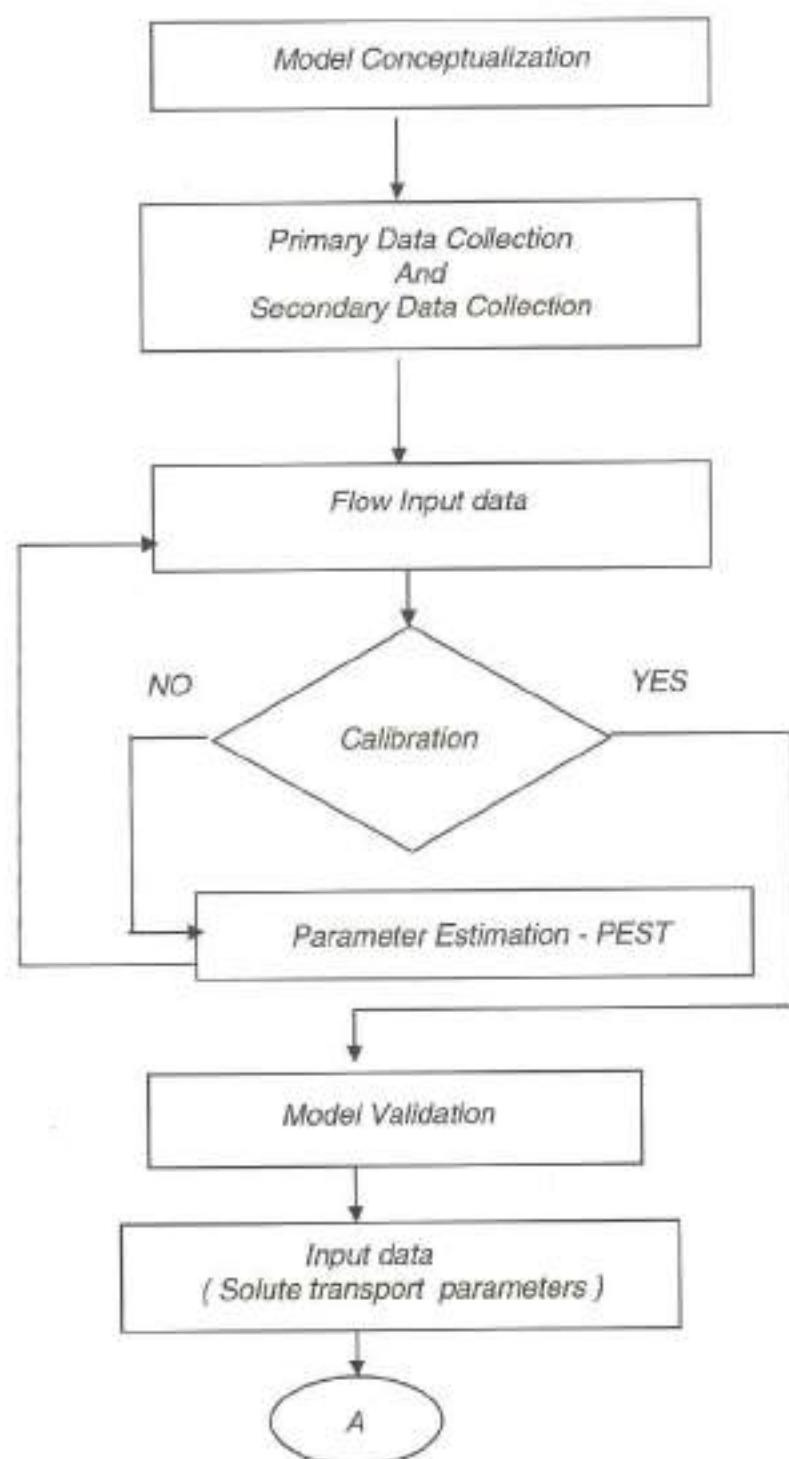 Model Conceptualization
Primary Data Collection
And
Secondary Data Collection
Flow Input data
NO
YES
Calibration
Parameter Estimation - PEST
Model Validation
Input data
( Solute transport parameters )
A